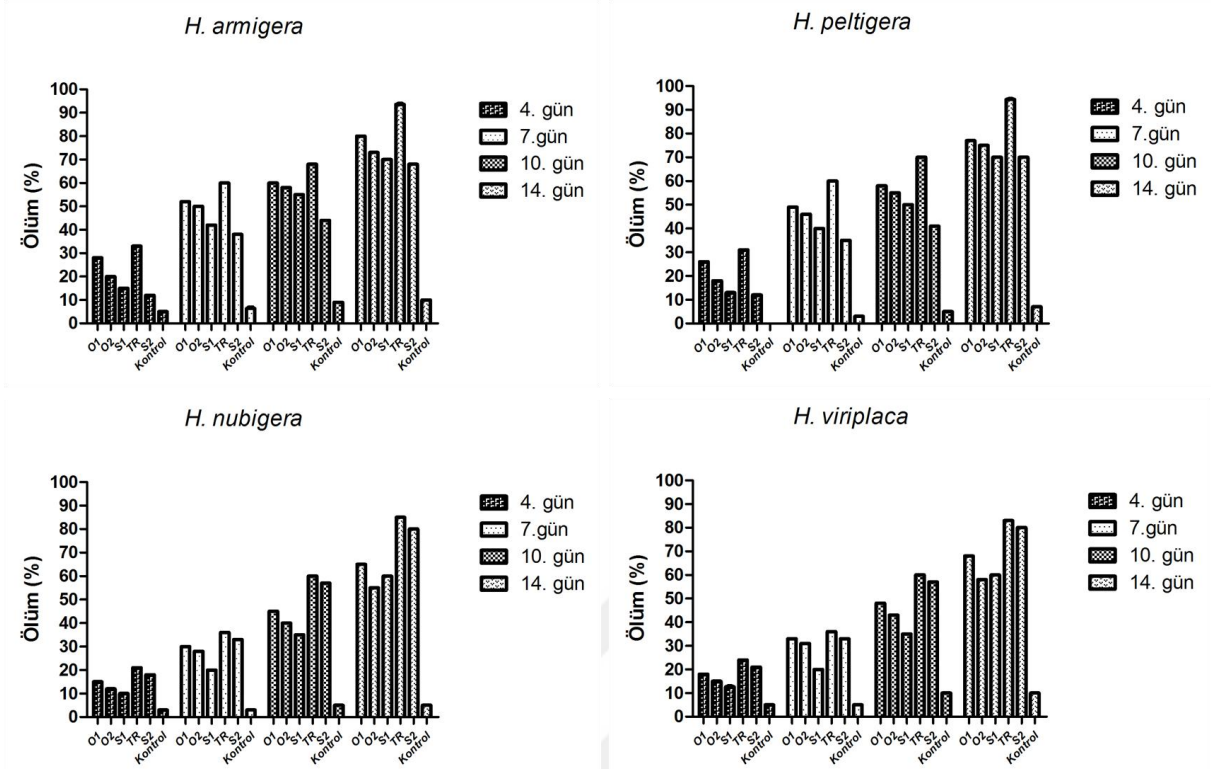 H. armigera
Ölüm (%)
100
90
80
70
60
50
40
30
20
10
0
O1 O2 S1 TR S2 Kontrol O1 O2 S1 TR S2 Kontrol O1 O2 S1 TR S2 Kontrol O1 O2 S1 TR S2 Kontrol
4. gün
7.gün
10. gün
14. gün
H. peltigera
Ölüm (%)
100
90
80
70
60
50
40
30
20
10
0
O1 O2 S1 TR S2 Kontrol O1 O2 S1 TR S2 Kontrol O1 O2 S1 TR S2 Kontrol O1 O2 S1 TR S2 Kontrol
4. gün
7.gün
10. gün
14. gün
H. nubigera
Ölüm (%)
100
90
80
70
60
50
40
30
20
10
0
O1 O2 S1 TR S2 Kontrol O1 O2 S1 TR S2 Kontrol O1 O2 S1 TR S2 Kontrol O1 O2 S1 TR S2 Kontrol
4. gün
7.gün
10. gün
14. gün
H. viriplaca
Ölüm (%)
100
90
80
70
60
50
40
30
20
10
0
O1 O2 S1 TR S2 Kontrol O1 O2 S1 TR S2 Kontrol O1 O2 S1 TR S2 Kontrol O1 O2 S1 TR S2 Kontrol
4. gün
7.gün
10. gün
14. gün